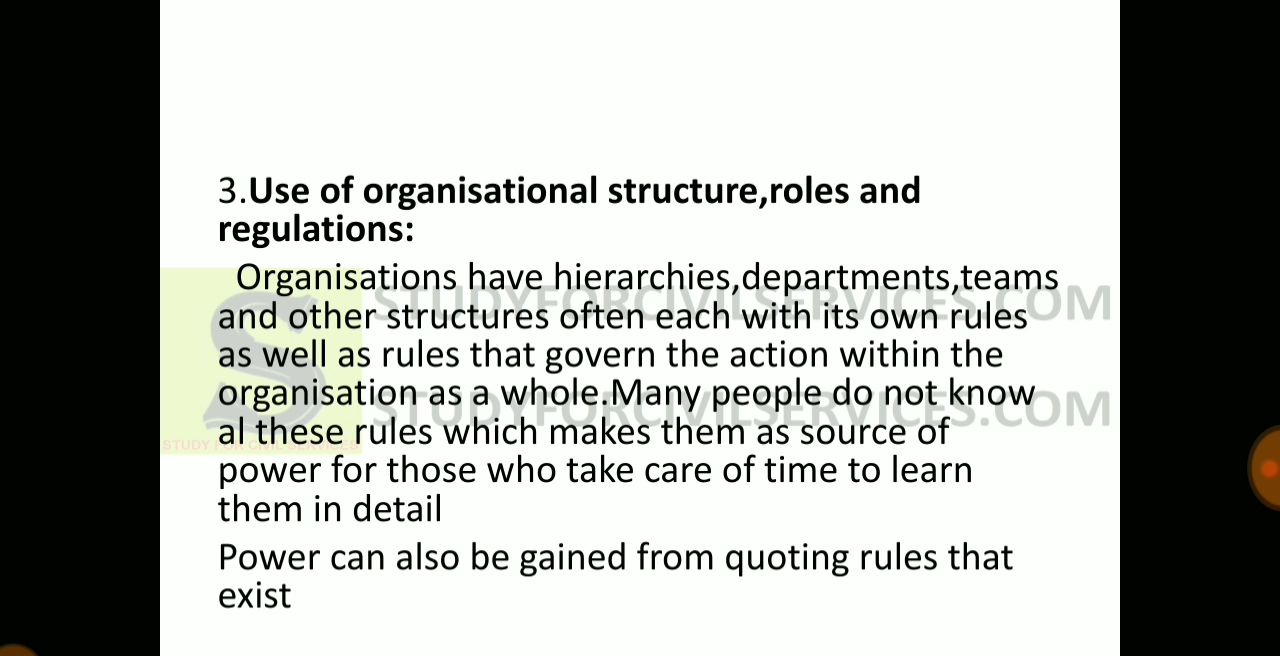 3.Use of organisational structure,roles and
regulations:
Organisations have hierarchies,departments,teams
and other structures often each with its own rules
as well as rules that govern the action within the
organisation as a whole.Many people do not know
al these rules which makes them as source of
power for those who take care of time to learn
them in detail
Power can also be gained from quoting rules that
exist
STUDYFORCIVILSERVICES.COM
STUDYFORCIVILSERVICES.COM
S
STUDY FOR CIVIL SERVICES